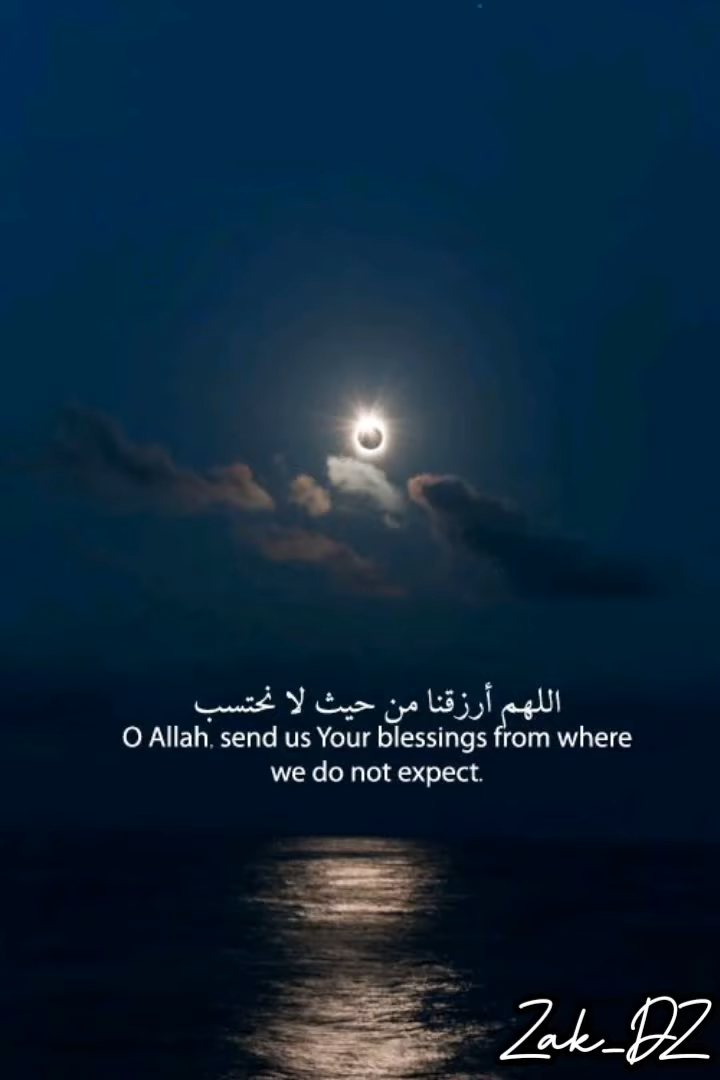 اللهم أرزقنا من حيث لا نحتسب
O Allah, send us Your blessings from where
we do not expect.
Zak_DZ